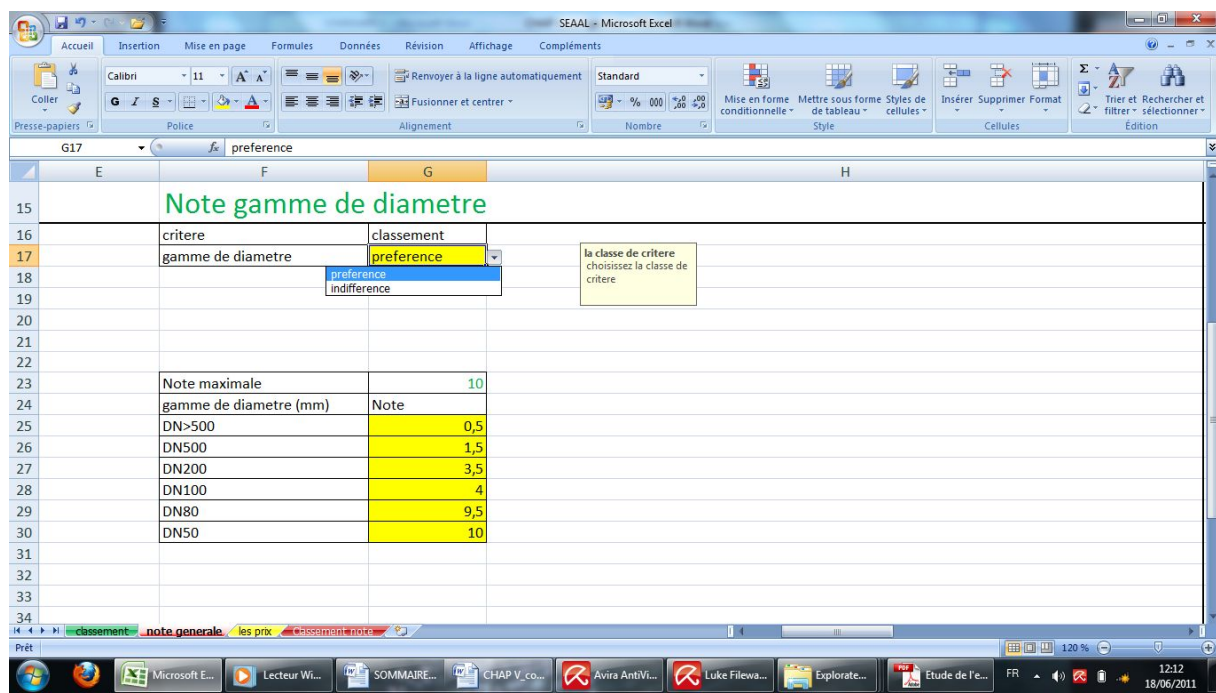 SEAAL - Microsoft Excel
Accueil Insertion Mise en page Formules Données Révision Affichage Compléments
Coller
Calibri 11
G I S
Renvoyer à la ligne automatiquement
Fusionner et centrer
Standard
% 000
Mise en forme conditionnelle
Mettre sous forme de tableau
Styles de cellules
Insérer Supprimer Format
Trier et filtrer
Rechercher et sélectionner
Presse-papiers Police Alignement Nombre Style Cellules Édition
G17 fx preference
E F G H
15 Note gamme de diametre
16 critere classement
17 gamme de diametre preference
la classe de critere
choisissez la classe de
critere
18 preference
indifference
19
20
21
22
23 Note maximale 10
24 gamme de diametre (mm) Note
25 DN>500 0,5
26 DN500 1,5
27 DN200 3,5
28 DN100 4
29 DN80 9,5
30 DN50 10
31
32
33
34
classement note generale les prix Classement note
Prêt 120 %
Microsoft E... Lecteur Wi... SOMMAIRE... CHAP V_co... Avira AntiVi... Luke Filewa... Explorate... Etude de l'e... FR 12:12
18/06/2011